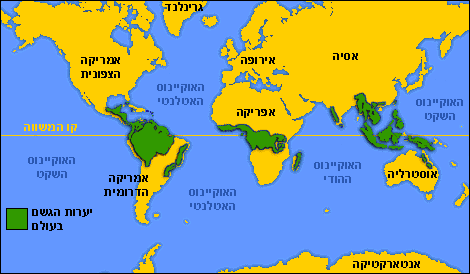 גרינלנד
אמריקה
הצפונית
אירופה
אסיה
האוקיינוס
האטלנטי
אפריקה
האוקיינוס
השקט
קו המשווה
האוקיינוס
השקט
אמריקה
הדרומית
האוקיינוס
האטלנטי
האוקיינוס
ההודי
אוסטרליה
יערות הגשם
בעולם
אנטארקטיקה